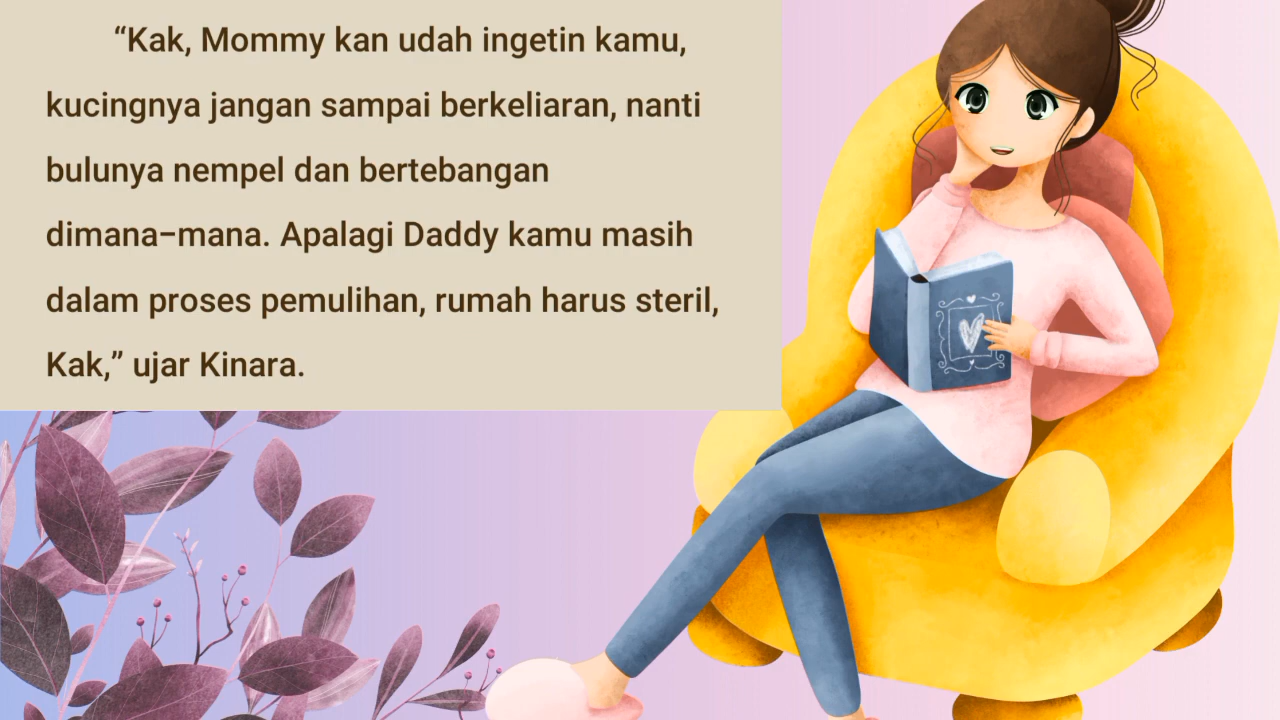 “Kak, Mommy kan udah ingetin kamu,
kucingnya jangan sampai berkeliaran, nanti
bulunya nempel dan bertebangan
dimana–mana. Apalagi Daddy kamu masih
dalam proses pemulihan, rumah harus steril,
Kak,” ujar Kinara.